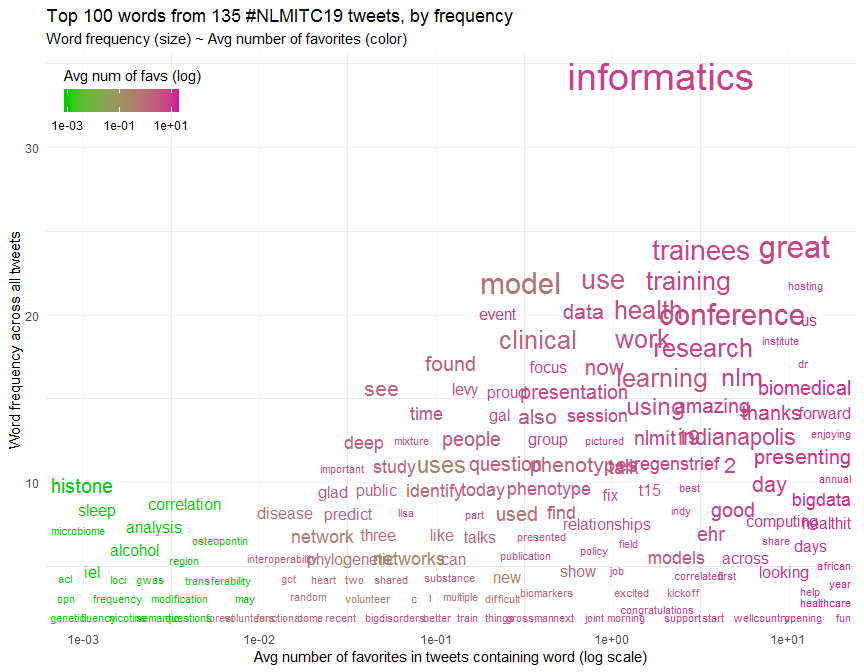 Top 100 words from 135 #NLMITC19 tweets, by frequency
Word frequency (size) ~ Avg number of favorites (color)
Avg num of favs (log)
informatics
1e-03 1e-01 1e+01
30
trainees great
model use training hosting
20 event data health conference us
clinical work research institute
found focus now dr
see levy proud presentation learning nlm biomedical
time gal also session using amazing thanks forward
deep mixture people group pictured nlmit19 indianapolis enjoying
important study uses question phenotypes talk regenstrief 2 presenting
10 histone glad public identify today phenotype fix t15 best day annual
sleep correlation disease predict lisa part used find indy good bigdata
microbiome analysis relationships computing healthit
osteopontin network three like talks presented ehr share
alcohol region interoperability phylogenetic networks can publication policy field models across days
iel show job correlated first looking african
acl loci gwas transferability got heart two shared substance new year
opn frequency modification may random volunteer c l multiple difficult biomarkers excited kickoff help
congratulations healthcare
genetic fluency nicotine semantic questions forest volunteers functional come recent big disorders better train things grossman next joint morning support start well country opening fun
1e-03 1e-02 1e-01 1e+00 1e+01
Avg number of favorites in tweets containing word (log scale)
Word frequency across all tweets